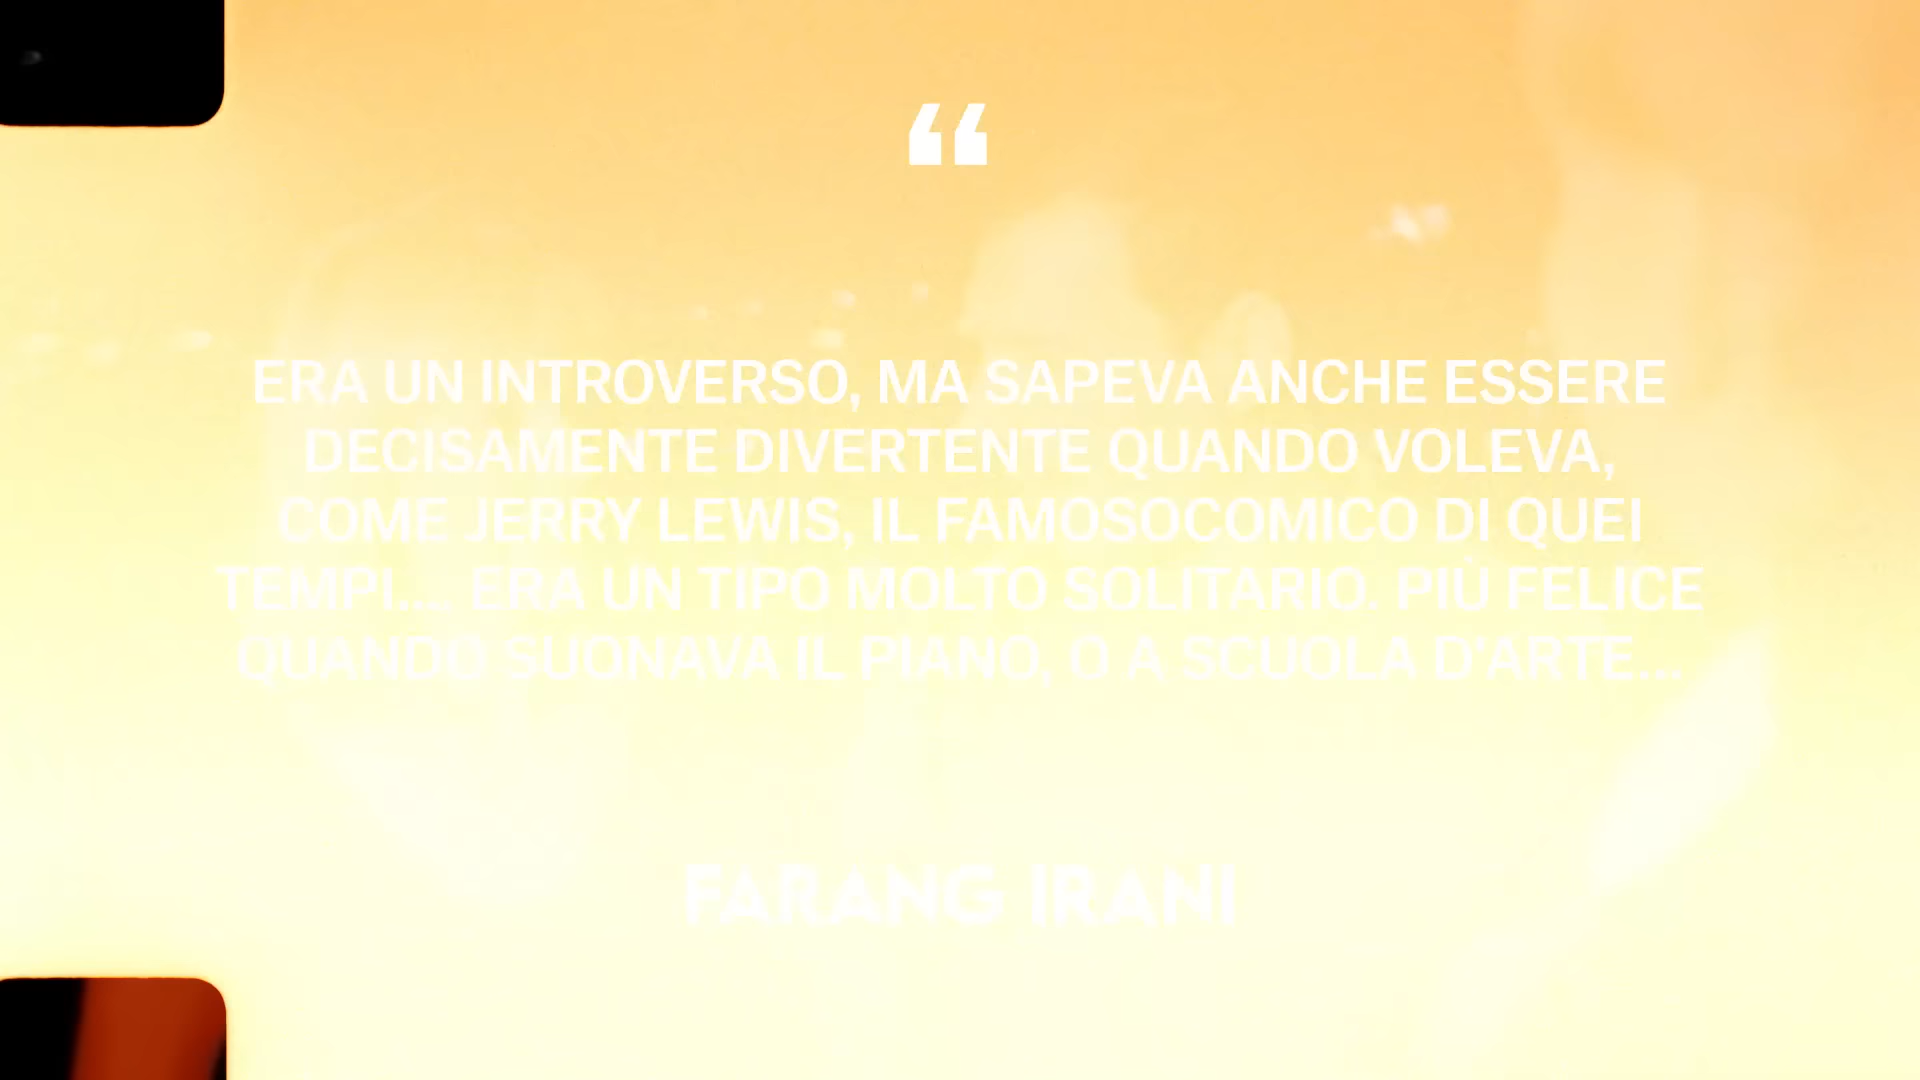 “
ERA UN INTROVERSO, MA SAPEVA ANCHE ESSERE
DECISAMENTE DIVERTENTE QUANDO VOLEVA,
COME JERRY LEWIS, IL FAMOSOCOMICO DI QUEI
TEMPI.... ERA UN TIPO MOLTO SOLITARIO. PIÙ FELICE
QUANDO SUONAVA IL PIANO, O A SCUOLA D'ARTE...
FARANG IRANI